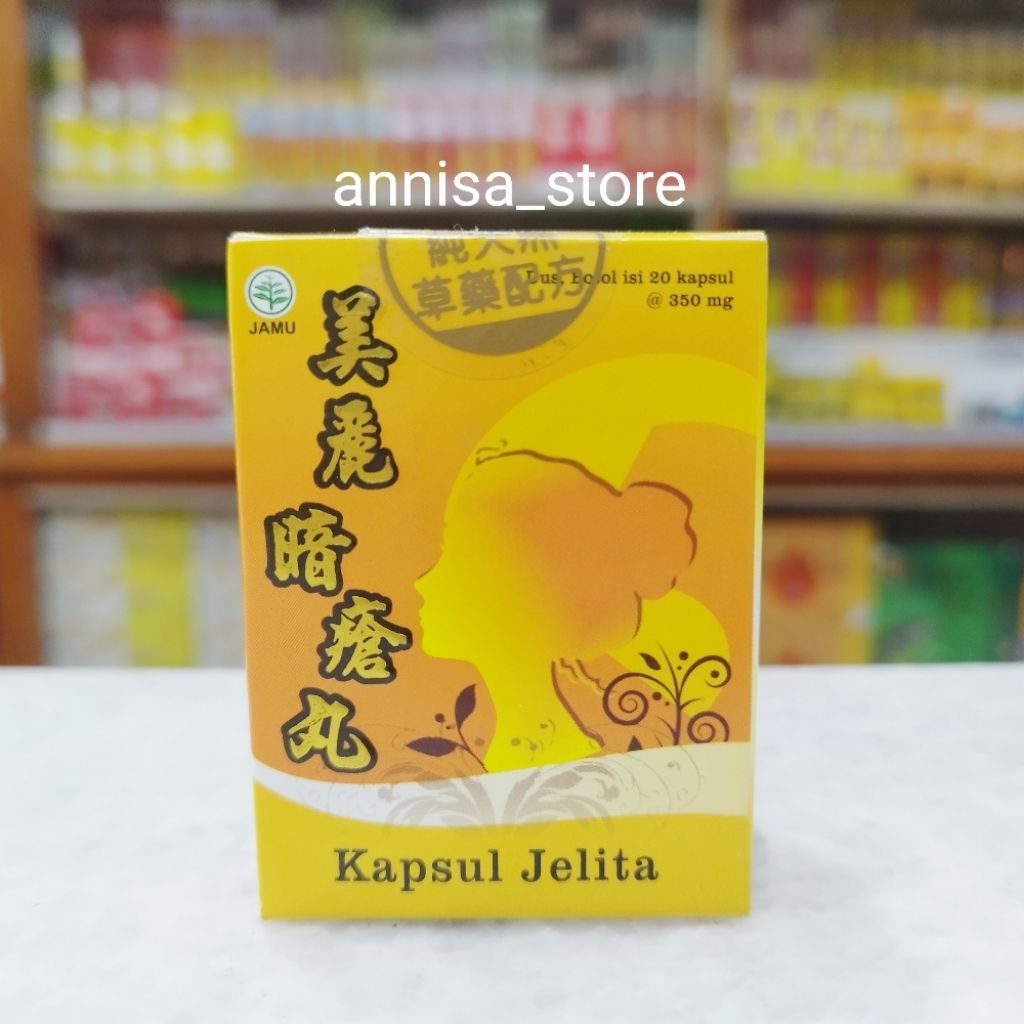 annisa_store
純天然
草藥配方
Dus, Botol isi 20 kapsul
@ 350 mg
JAMU
美
麗
暗
瘡
丸
Kapsul Jelita